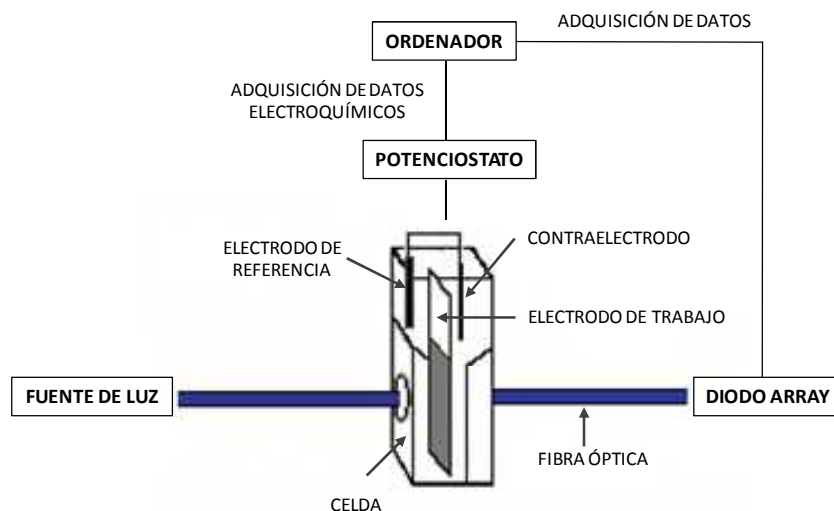 ADQUISICIÓN DE DATOS
ORDENADOR
ADQUISICIÓN DE DATOS
ELECTROQUÍMICOS
POTENCIOSTATO
ELECTRODO DE
REFERENCIA
CONTRAELECTRODO
ELECTRODO DE TRABAJO
FUENTE DE LUZ
DIODO ARRAY
FIBRA ÓPTICA
CELDA